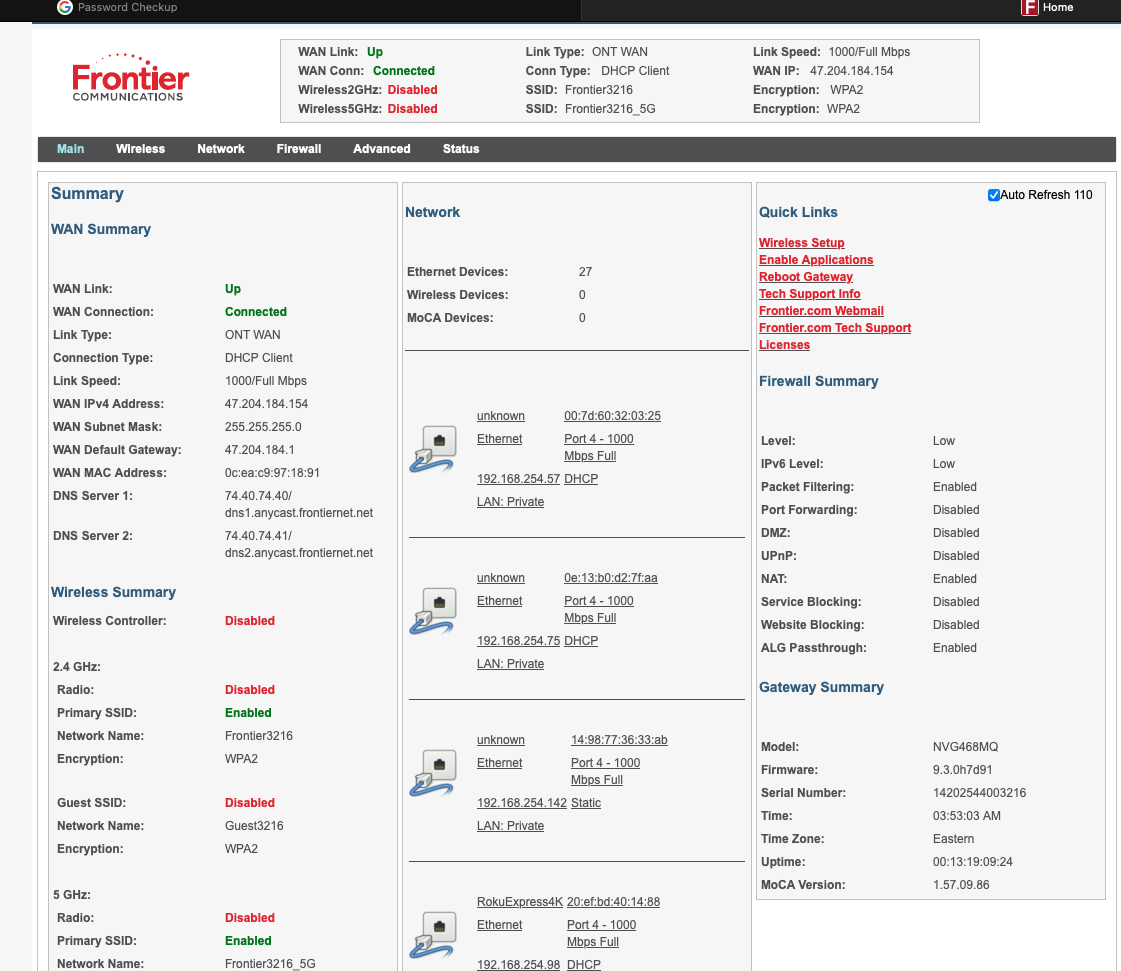 Password Checkup
Home
Frontier
COMMUNICATIONS
WAN Link: Up Link Type: ONT WAN Link Speed: 1000/Full Mbps
WAN Conn: Connected Conn Type: DHCP Client WAN IP: 47.204.184.154
Wireless2GHz: Disabled SSID: Frontier3216 Encryption: WPA2
Wireless5GHz: Disabled SSID: Frontier3216_5G Encryption: WPA2
Main Wireless Network Firewall Advanced Status
Summary
WAN Summary
WAN Link: Up
WAN Connection: Connected
Link Type: ONT WAN
Connection Type: DHCP Client
Link Speed: 1000/Full Mbps
WAN IPv4 Address: 47.204.184.154
WAN Subnet Mask: 255.255.255.0
WAN Default Gateway: 47.204.184.1
WAN MAC Address: 0c:ea:c9:97:18:91
DNS Server 1: 74.40.74.40/
dns1.anycast.frontiernet.net
DNS Server 2: 74.40.74.41/
dns2.anycast.frontiernet.net
Wireless Summary
Wireless Controller: Disabled
2.4 GHz:
Radio: Disabled
Primary SSID: Enabled
Network Name: Frontier3216
Encryption: WPA2
Guest SSID: Disabled
Network Name: Guest3216
Encryption: WPA2
5 GHz:
Radio: Disabled
Primary SSID: Enabled
Network Name: Frontier3216_5G
Network
Ethernet Devices: 27
Wireless Devices: 0
MoCA Devices: 0
unknown 00:7d:60:32:03:25
Ethernet Port 4 - 1000
Mbps Full
192.168.254.57 DHCP
LAN: Private
unknown 0e:13:b0:d2:7f:aa
Ethernet Port 4 - 1000
Mbps Full
192.168.254.75 DHCP
LAN: Private
unknown 14:98:77:36:33:ab
Ethernet Port 4 - 1000
Mbps Full
192.168.254.142 Static
LAN: Private
RokuExpress4K 20:ef:bd:40:14:88
Ethernet Port 4 - 1000
Mbps Full
192.168.254.98 DHCP
Auto Refresh 110
Quick Links
Wireless Setup
Enable Applications
Reboot Gateway
Tech Support Info
Frontier.com Webmail
Frontier.com Tech Support
Licenses
Firewall Summary
Level: Low
IPv6 Level: Low
Packet Filtering: Enabled
Port Forwarding: Disabled
DMZ: Disabled
UPnP: Disabled
NAT: Enabled
Service Blocking: Disabled
Website Blocking: Disabled
ALG Passthrough: Enabled
Gateway Summary
Model: NVG468MQ
Firmware: 9.3.0h7d91
Serial Number: 14202544003216
Time: 03:53:03 AM
Time Zone: Eastern
Uptime: 00:13:19:09:24
MoCA Version: 1.57.09.86